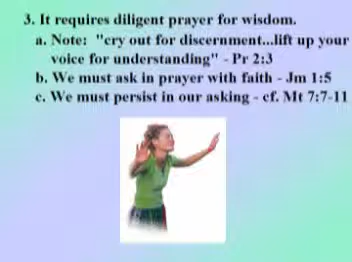 3. It requires diligent prayer for wisdom.
a. Note: "cry out for discernment...lift up your
voice for understanding" - Pr 2:3
b. We must ask in prayer with faith - Jm 1:5
c. We must persist in our asking - cf. Mt 7:7-11